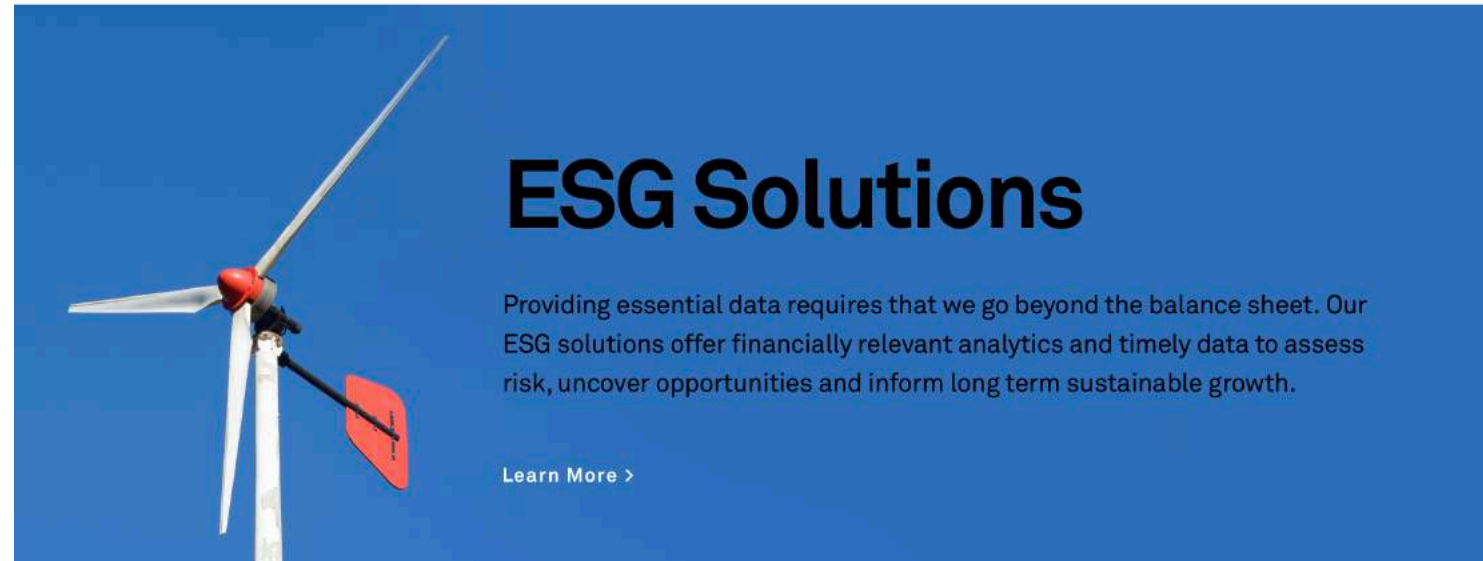 ESG Solutions
Providing essential data requires that we go beyond the balance sheet. Our
ESG solutions offer financially relevant analytics and timely data to assess
risk, uncover opportunities and inform long term sustainable growth.
Learn More >